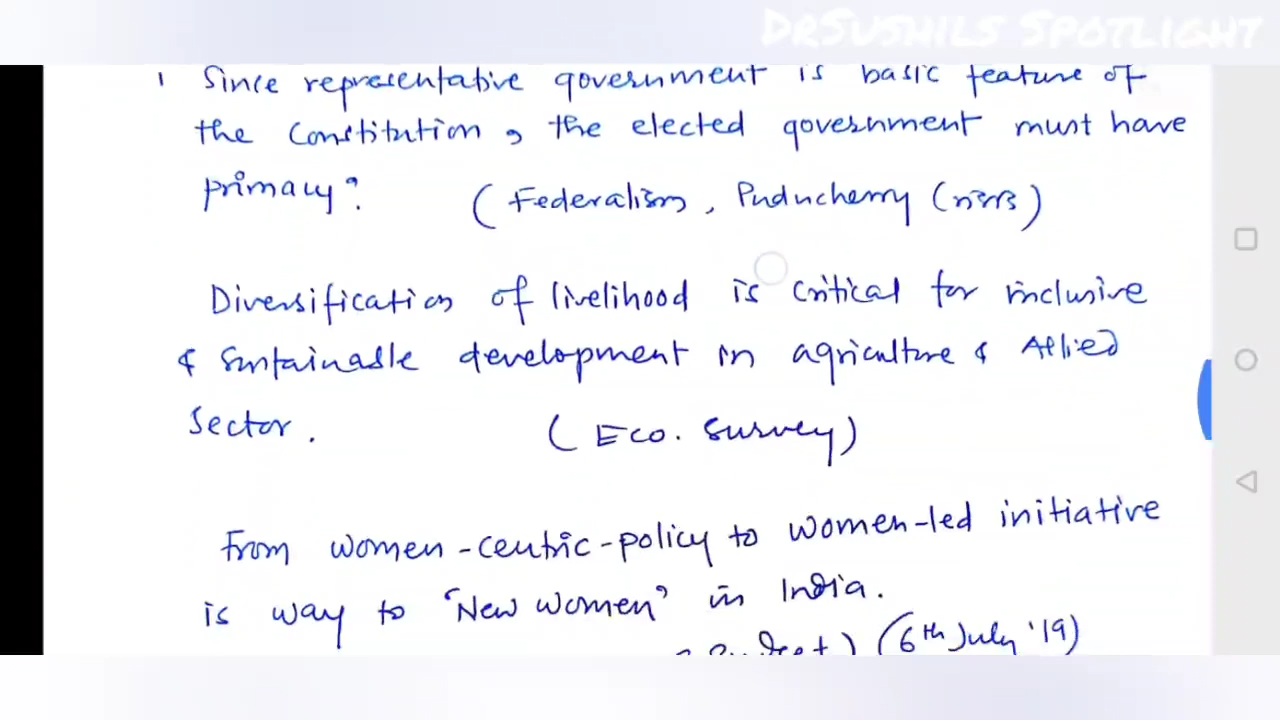 DRSUSHILS SPOTLIGHT
1 Since representative government is basic feature of
the Constitution, the elected government must have
primacy?
(Federalism, Puducherry
Diversification of livelihood is critical for inclusive
& sustainable development in agriculture & Allied
Sector.
(Eco. Survey)
From women-centric-policy to women-led initiative
is way to "New women" in India.
(6th July '19)